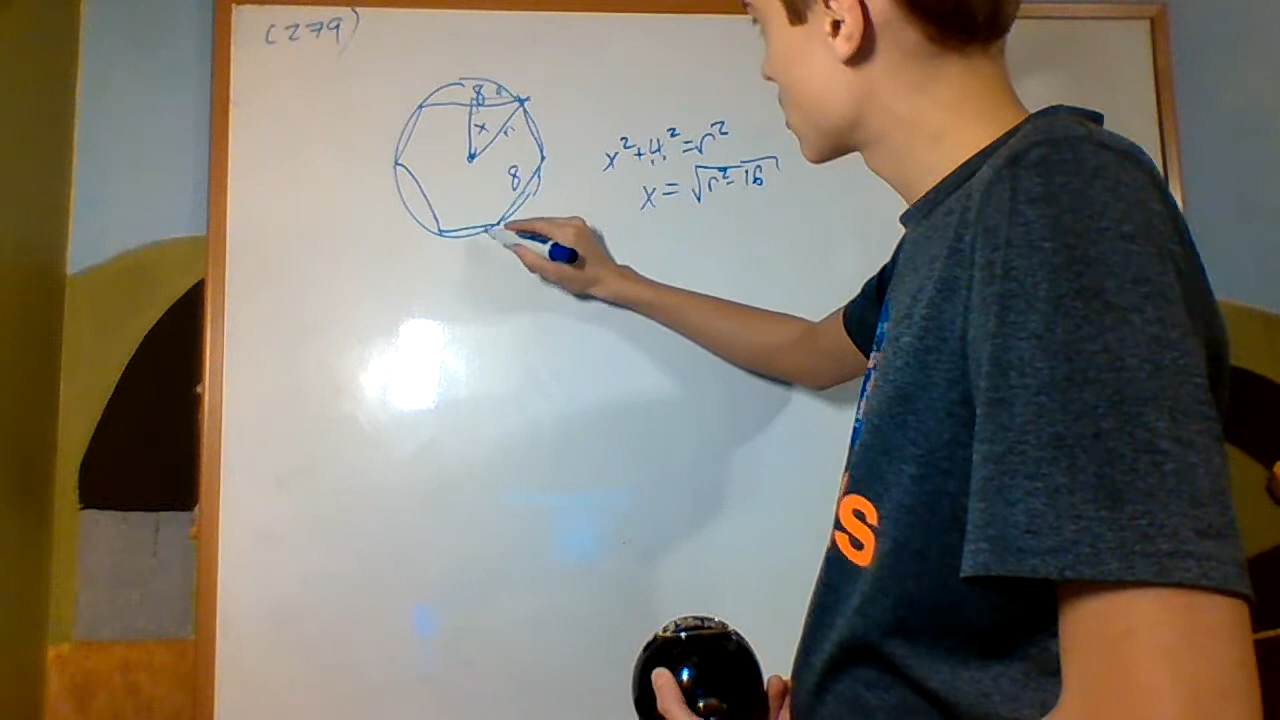 (279)
8
x r
8
x²+4²=r²
x=√r²-16
S